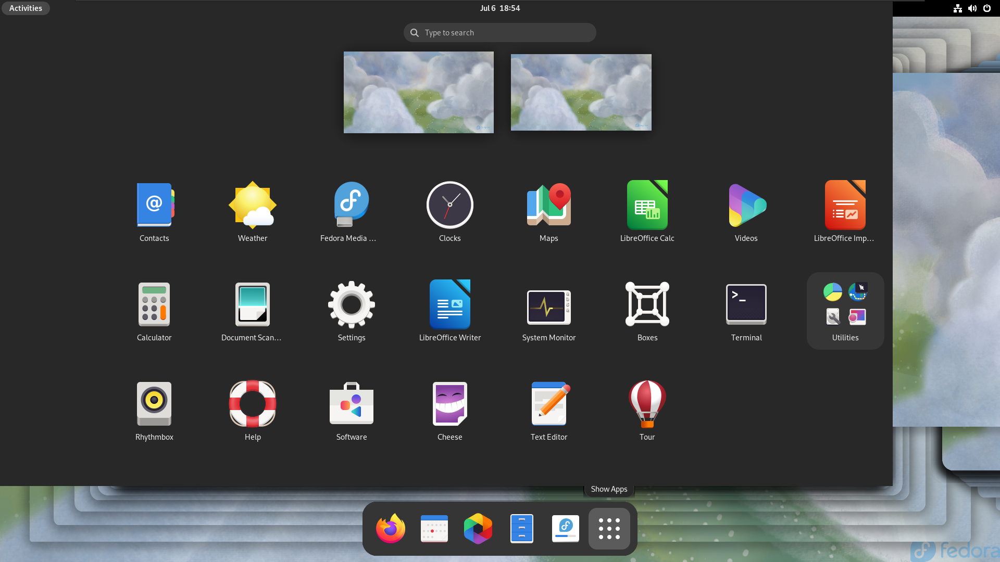 Activities
Jul 6 18:54
Type to search
Contacts
Weather
Fedora Media ...
Clocks
Maps
LibreOffice Calc
Videos
LibreOffice Imp...
Calculator
Document Scan...
Settings
LibreOffice Writer
System Monitor
Boxes
Terminal
Utilities
Rhythmbox
Help
Software
Cheese
Text Editor
Tour
Show Apps
fedora